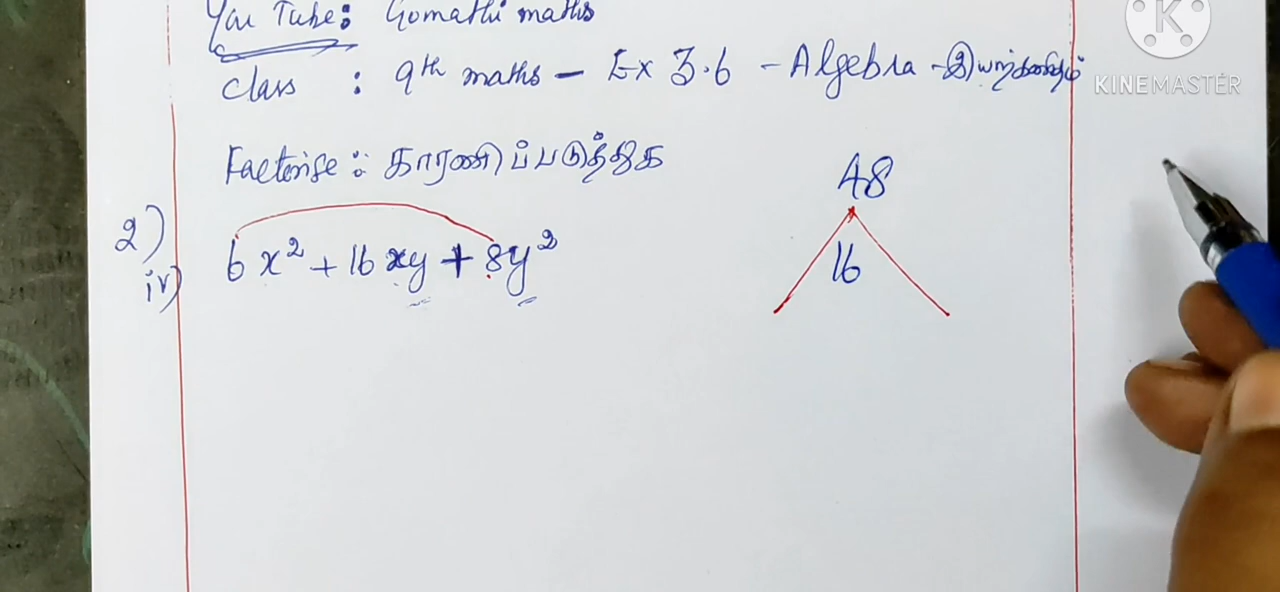 You Tube: Gomathi maths
K
KINEMASTER
Class : 9th maths - Ex 3.6 - Algebra - இயற்கணிதம்
Factorise : காரணிப்படுத்துக
48
2)
iv) 6x² + 16xy + 8y²
16